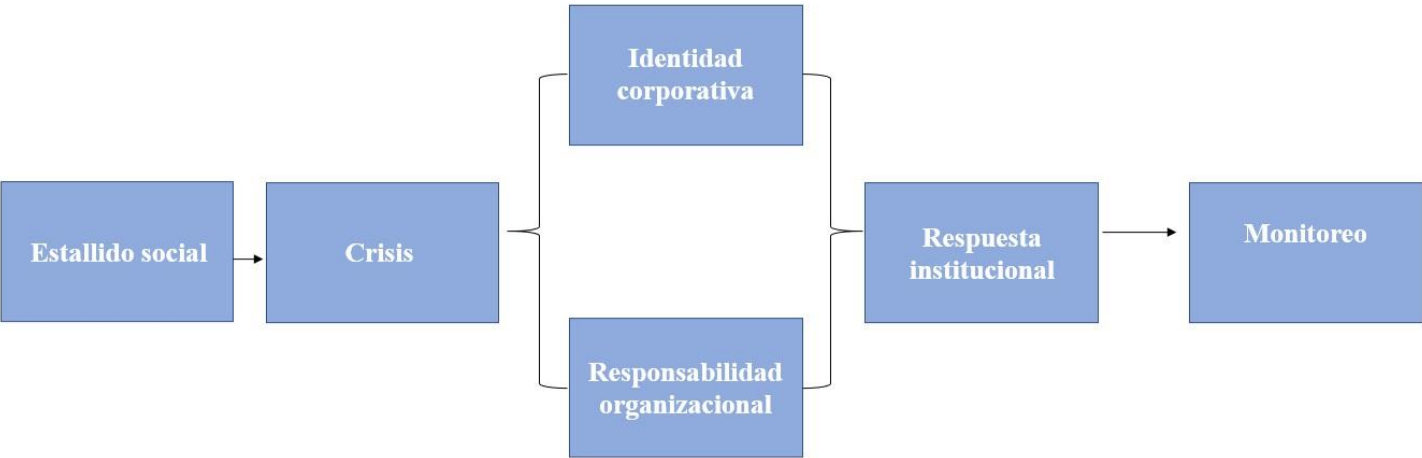 Identidad
corporativa
Estallido social
Crisis
Respuesta
institucional
Monitoreo
Responsabilidad
organizacional